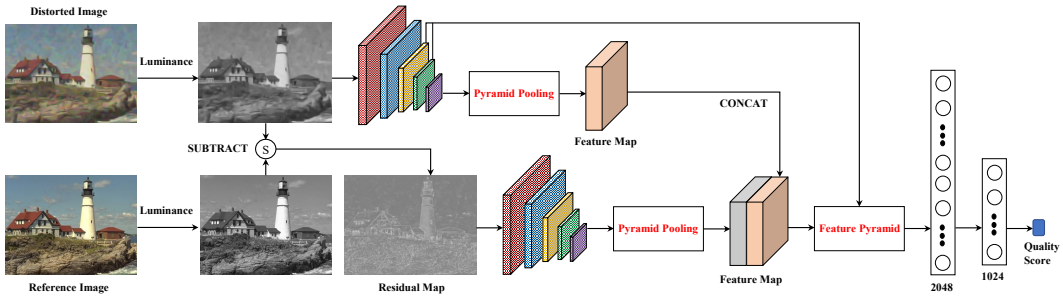 Distorted Image
Luminance
Pyramid Pooling
Feature Map
CONCAT
SUBTRACT
S
Luminance
Reference Image
Residual Map
Pyramid Pooling
Feature Map
Feature Pyramid
2048
1024
Quality
Score